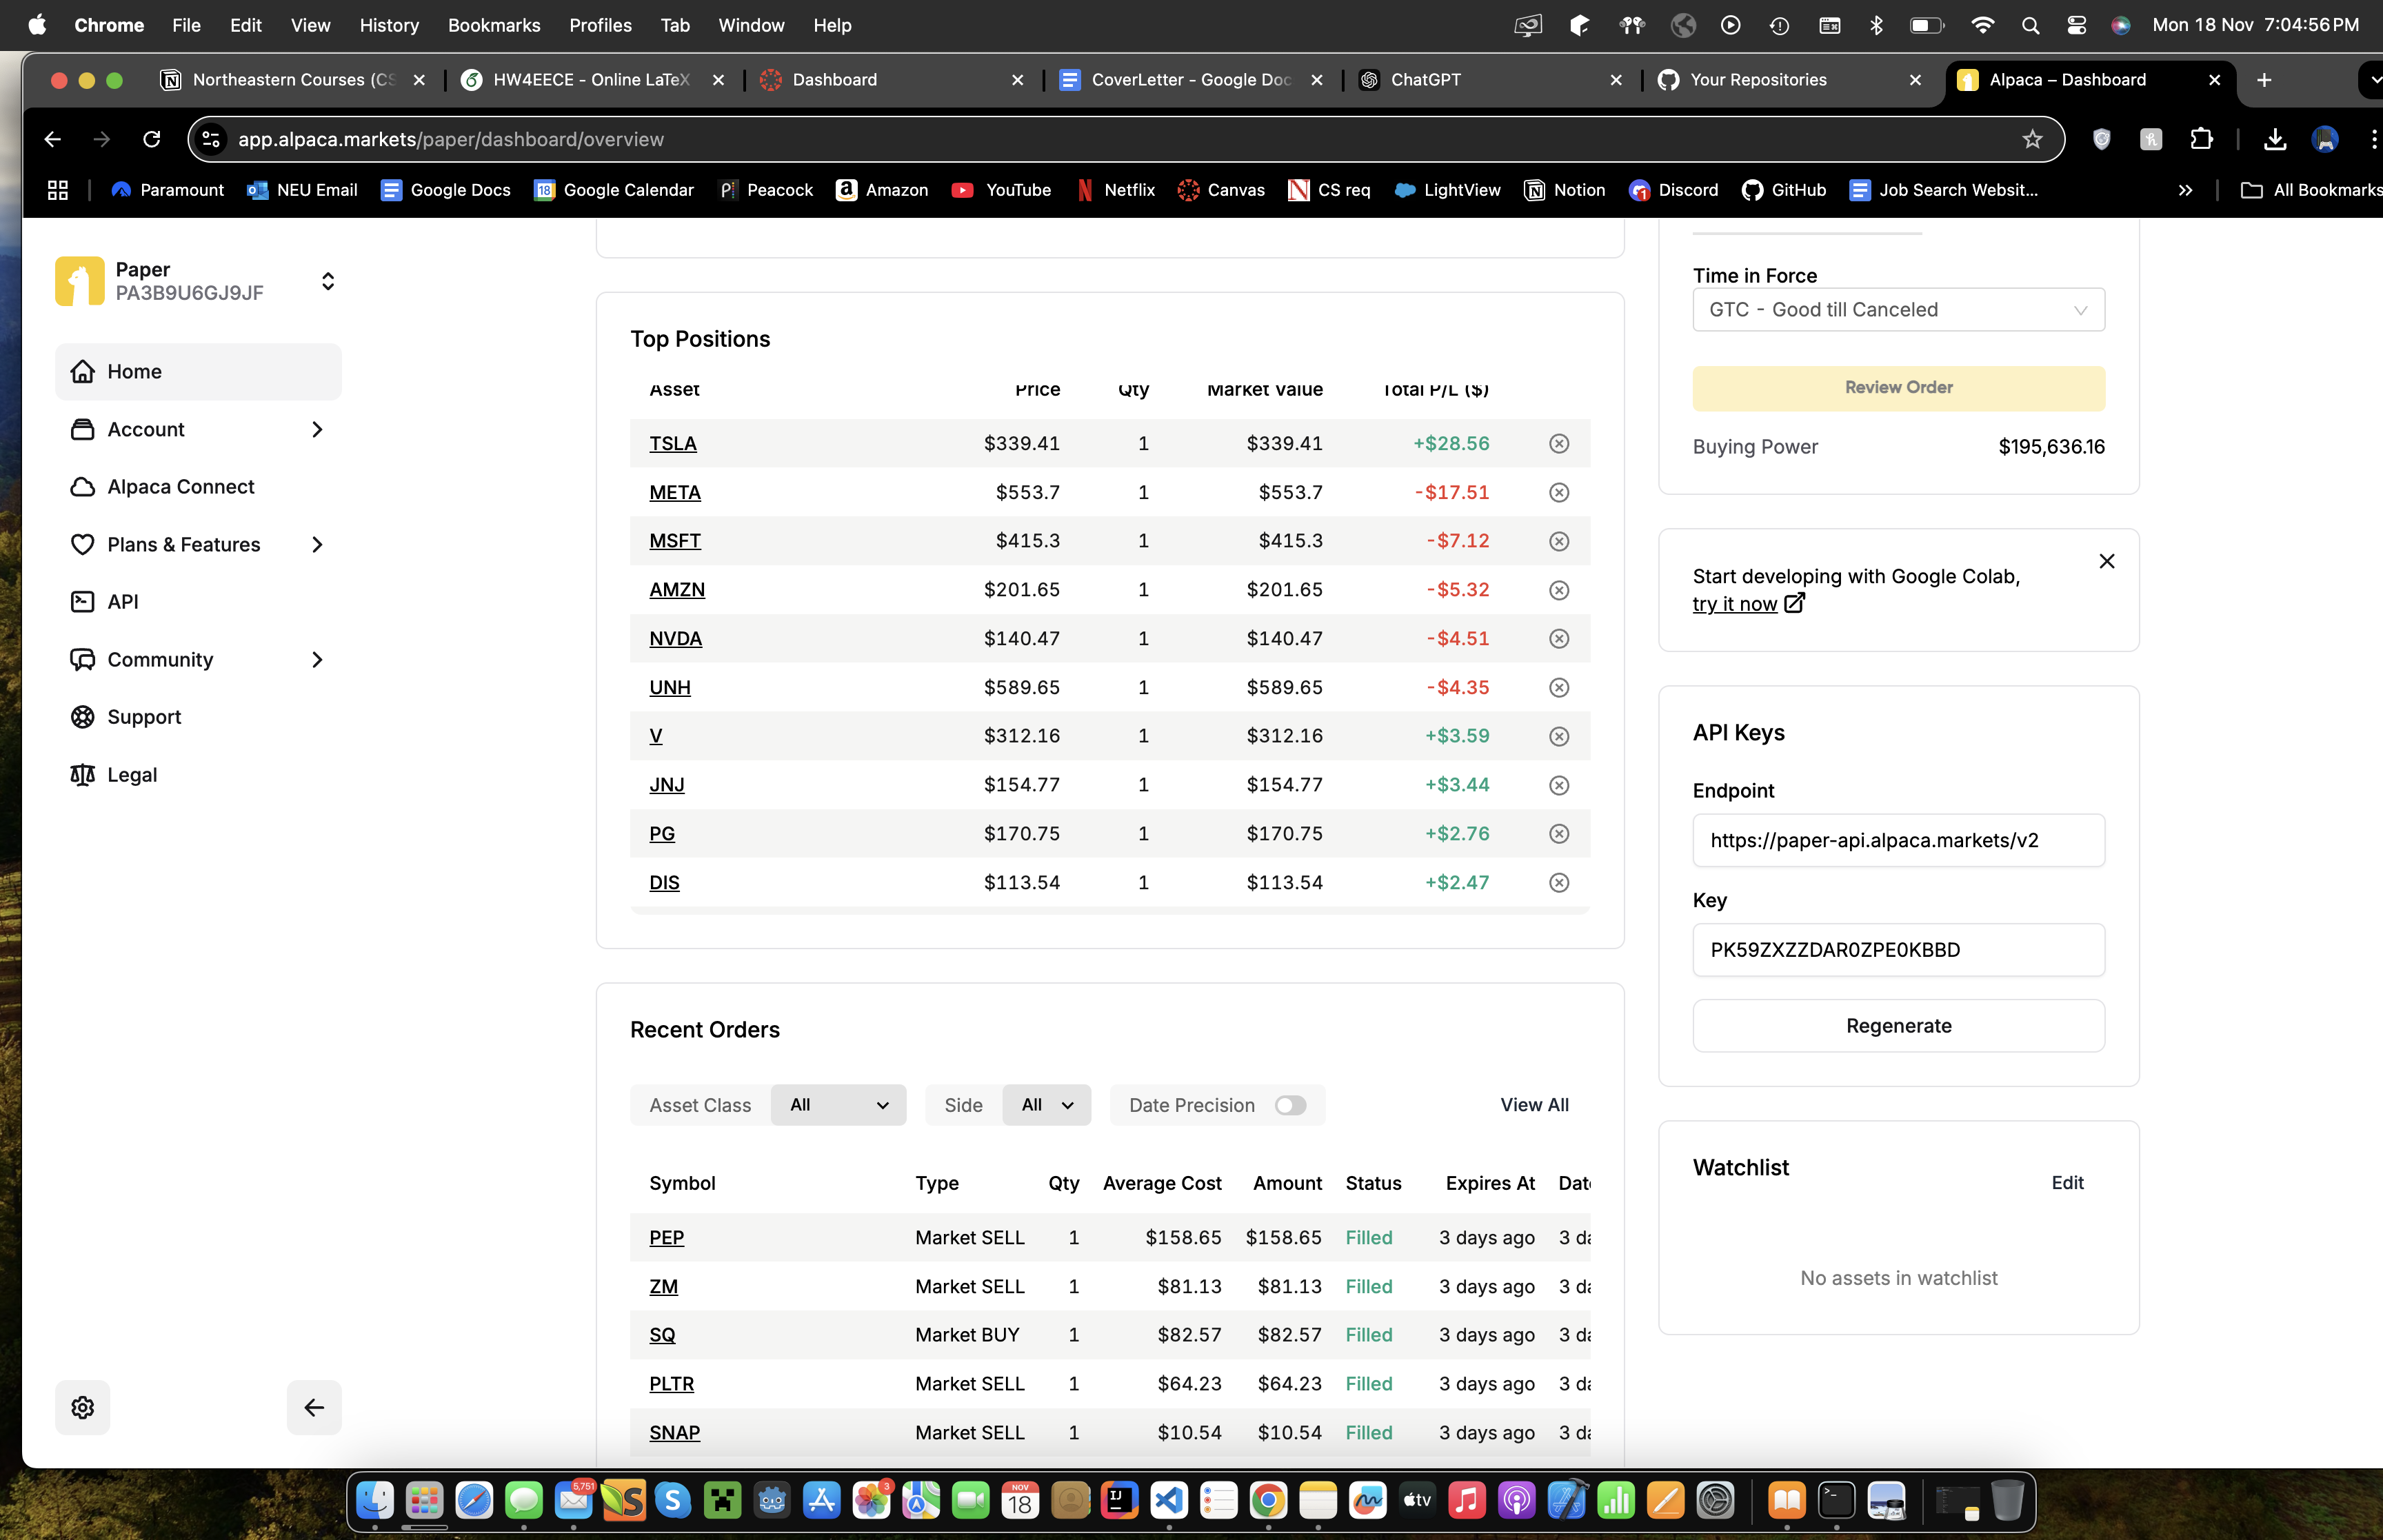 Chrome File Edit View History Bookmarks Profiles Tab Window Help Mon 18 Nov 7:04:56 PM
Northeastern Courses (CS HW4EECE - Online LaTeX Dashboard CoverLetter - Google Doc ChatGPT Your Repositories Alpaca – Dashboard
app.alpaca.markets/paper/dashboard/overview
Paramount NEU Email Google Docs 18 Google Calendar Peacock Amazon YouTube Netflix Canvas CS req LightView Notion 1 Discord GitHub Job Search Websit... All Bookmarks
Paper
PA3B9U6GJ9JF
Home
Account
Alpaca Connect
Plans & Features
API
Community
Support
Legal
Top Positions
Asset Price Qty Market Value Total P/L ($)
TSLA $339.41 1 $339.41 +$28.56
META $553.7 1 $553.7 -$17.51
MSFT $415.3 1 $415.3 -$7.12
AMZN $201.65 1 $201.65 -$5.32
NVDA $140.47 1 $140.47 -$4.51
UNH $589.65 1 $589.65 -$4.35
V $312.16 1 $312.16 +$3.59
JNJ $154.77 1 $154.77 +$3.44
PG $170.75 1 $170.75 +$2.76
DIS $113.54 1 $113.54 +$2.47
Recent Orders
Asset Class All Side All Date Precision View All
Symbol Type Qty Average Cost Amount Status Expires At Date
PEP Market SELL 1 $158.65 $158.65 Filled 3 days ago 3 da
ZM Market SELL 1 $81.13 $81.13 Filled 3 days ago 3 da
SQ Market BUY 1 $82.57 $82.57 Filled 3 days ago 3 da
PLTR Market SELL 1 $64.23 $64.23 Filled 3 days ago 3 da
SNAP Market SELL 1 $10.54 $10.54 Filled 3 days ago 3 da
Time in Force
GTC - Good till Canceled
Review Order
Buying Power $195,636.16
Start developing with Google Colab,
try it now
API Keys
Endpoint
https://paper-api.alpaca.markets/v2
Key
PK59ZXZZDAR0ZPE0KBBD
Regenerate
Watchlist
Edit
No assets in watchlist
5,751 3 NOV 18 tv